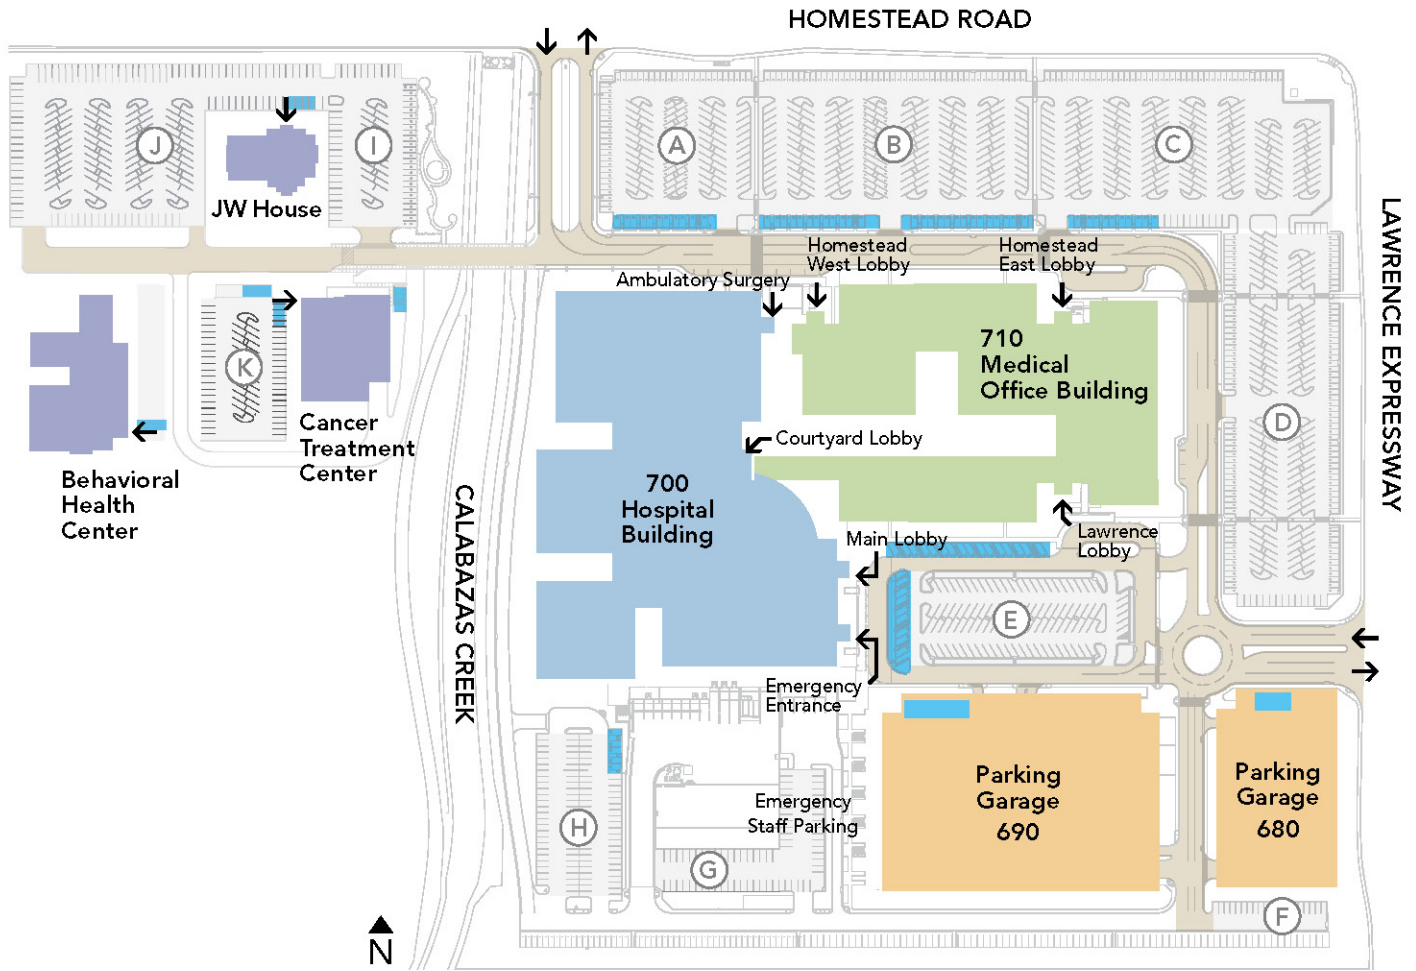 HOMESTEAD ROAD
J
I
A
B
C
JW House
LAWRENCE EXPRESSWAY
Homestead
West Lobby
Homestead
East Lobby
Ambulatory Surgery
710
Medical
Office Building
K
D
Cancer
Treatment
Center
Courtyard Lobby
Behavioral
Health
Center
700
Hospital
Building
CALABAZAS CREEK
Main Lobby
Lawrence
Lobby
E
Emergency
Entrance
Parking
Garage
690
Parking
Garage
680
Emergency
Staff Parking
H
G
F
N